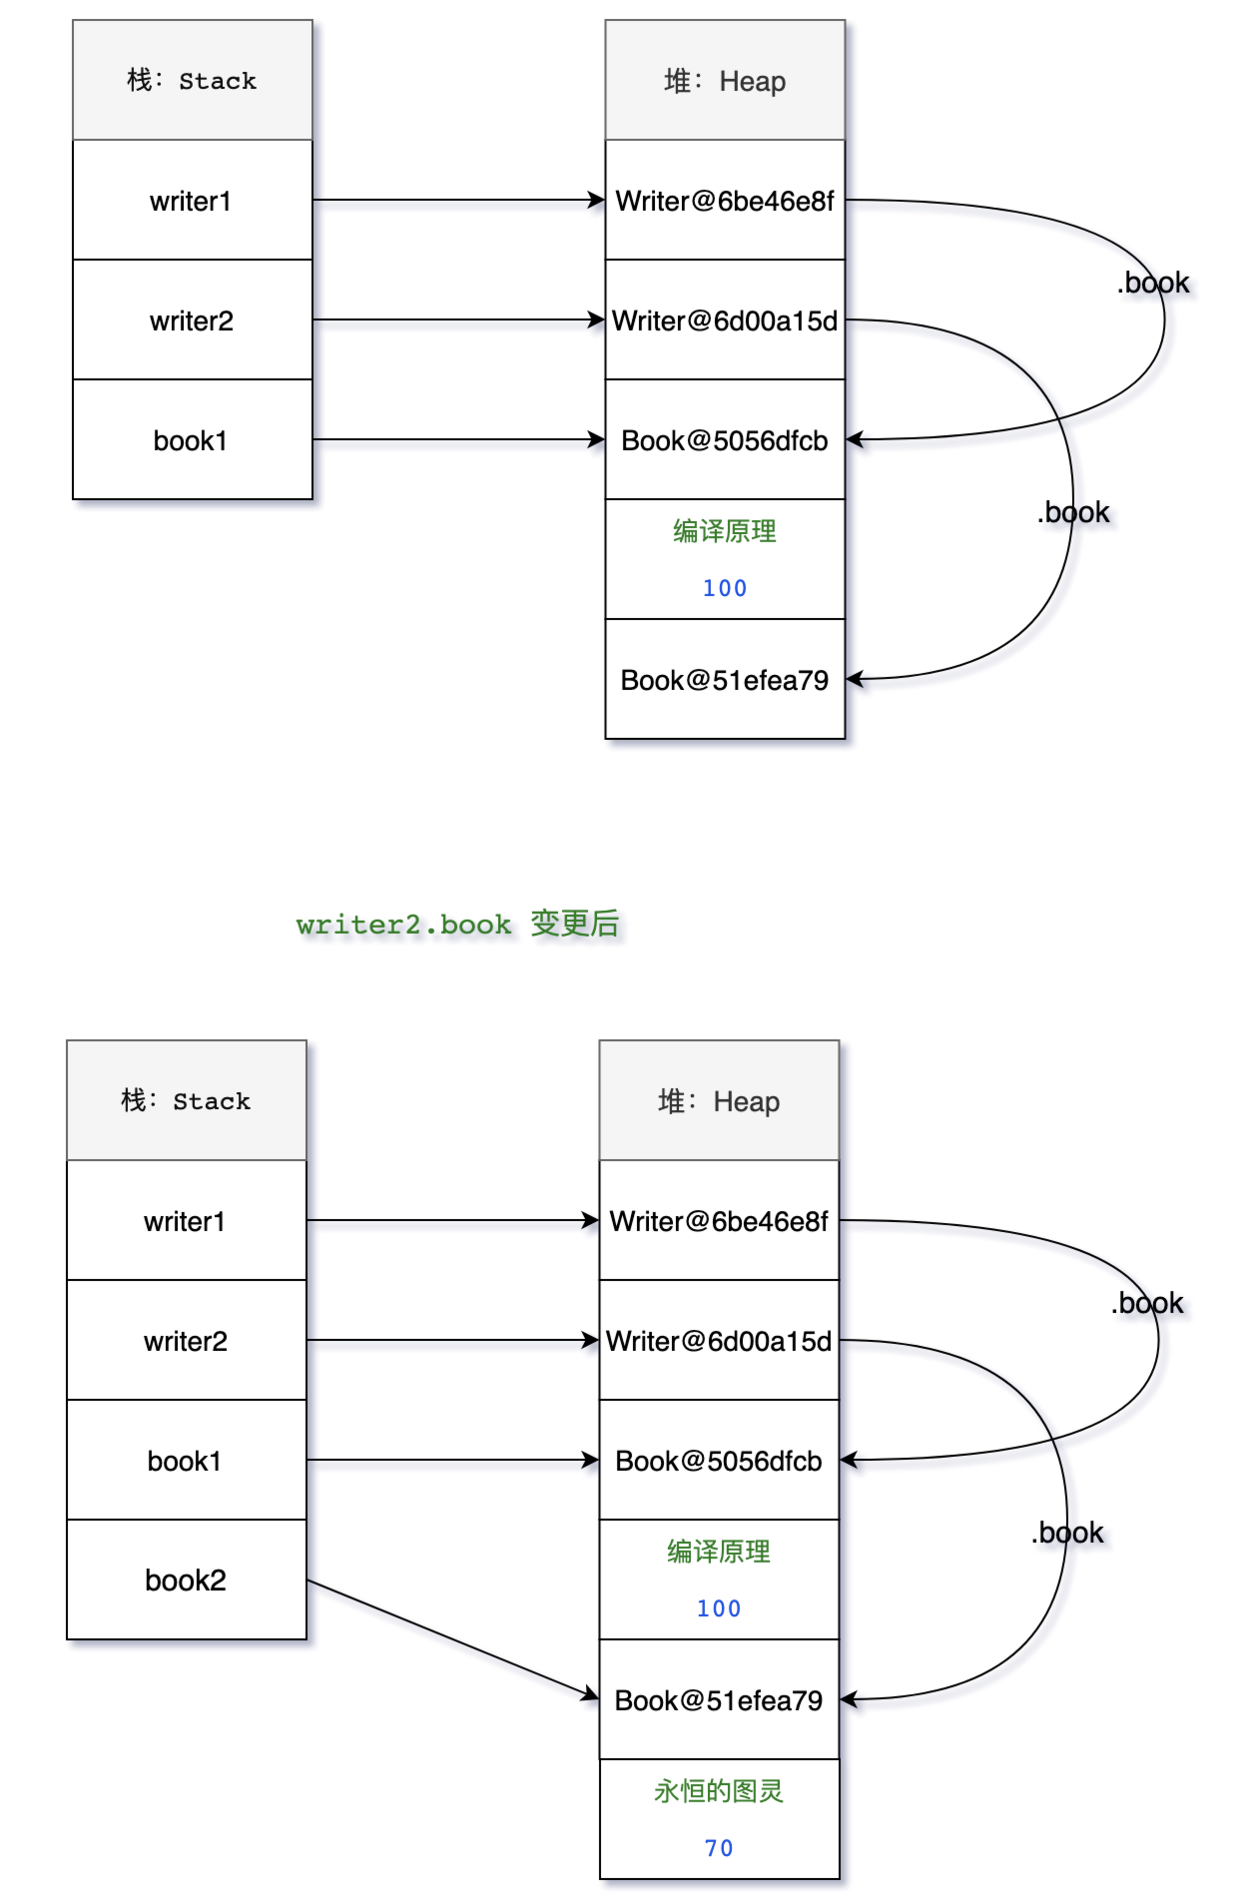 栈：Stack
堆：Heap
writer1
Writer@6be46e8f
.book
writer2
Writer@6d00a15d
book1
Book@5056dfcb
.book
编译原理
100
Book@51efea79
writer2.book 变更后
栈：Stack
堆：Heap
writer1
Writer@6be46e8f
.book
writer2
Writer@6d00a15d
book1
Book@5056dfcb
.book
编译原理
100
book2
Book@51efea79
永恒的图灵
70